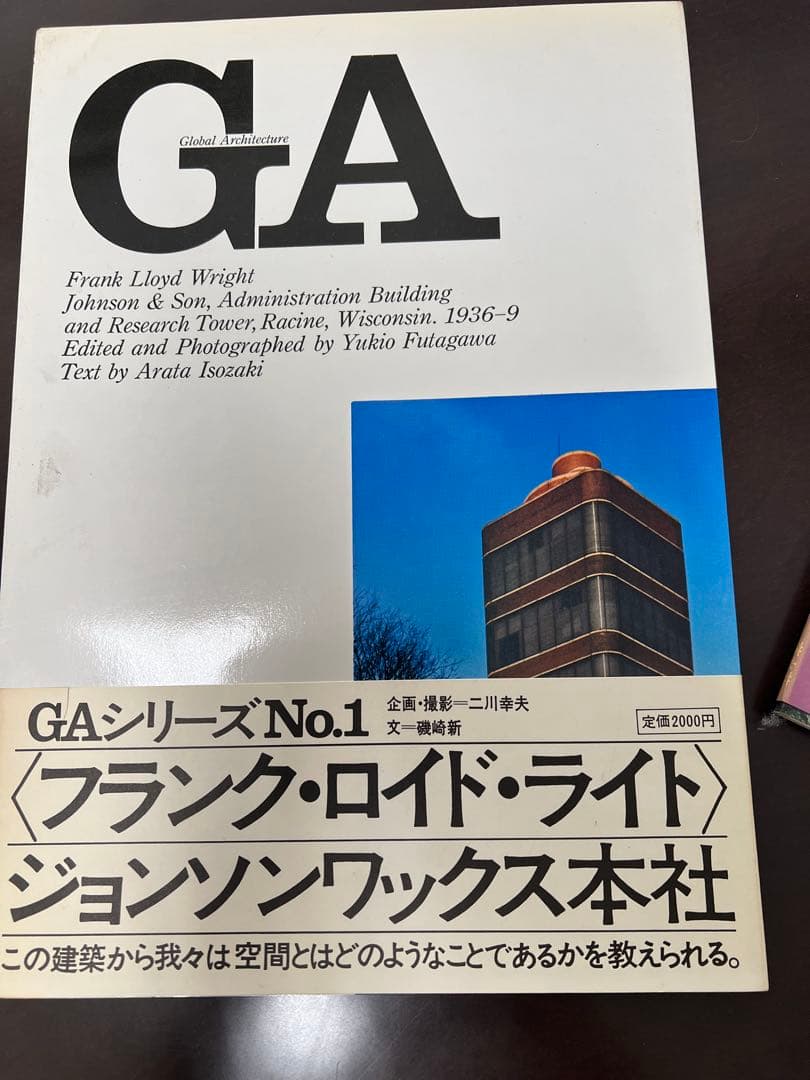 GA
Global Architecture
Frank Lloyd Wright
Johnson & Son, Administration Building
and Research Tower, Racine, Wisconsin. 1936-9
Edited and Photographed by Yukio Futagawa
Text by Arata Isozaki
GAシリーズNo.1
企画・撮影=二川幸夫
文=磯崎新
定価2000円
〈フランク・ロイド・ライト〉
ジョンソンワックス本社
この建築から我々は空間とはどのようなことであるかを教えられる。